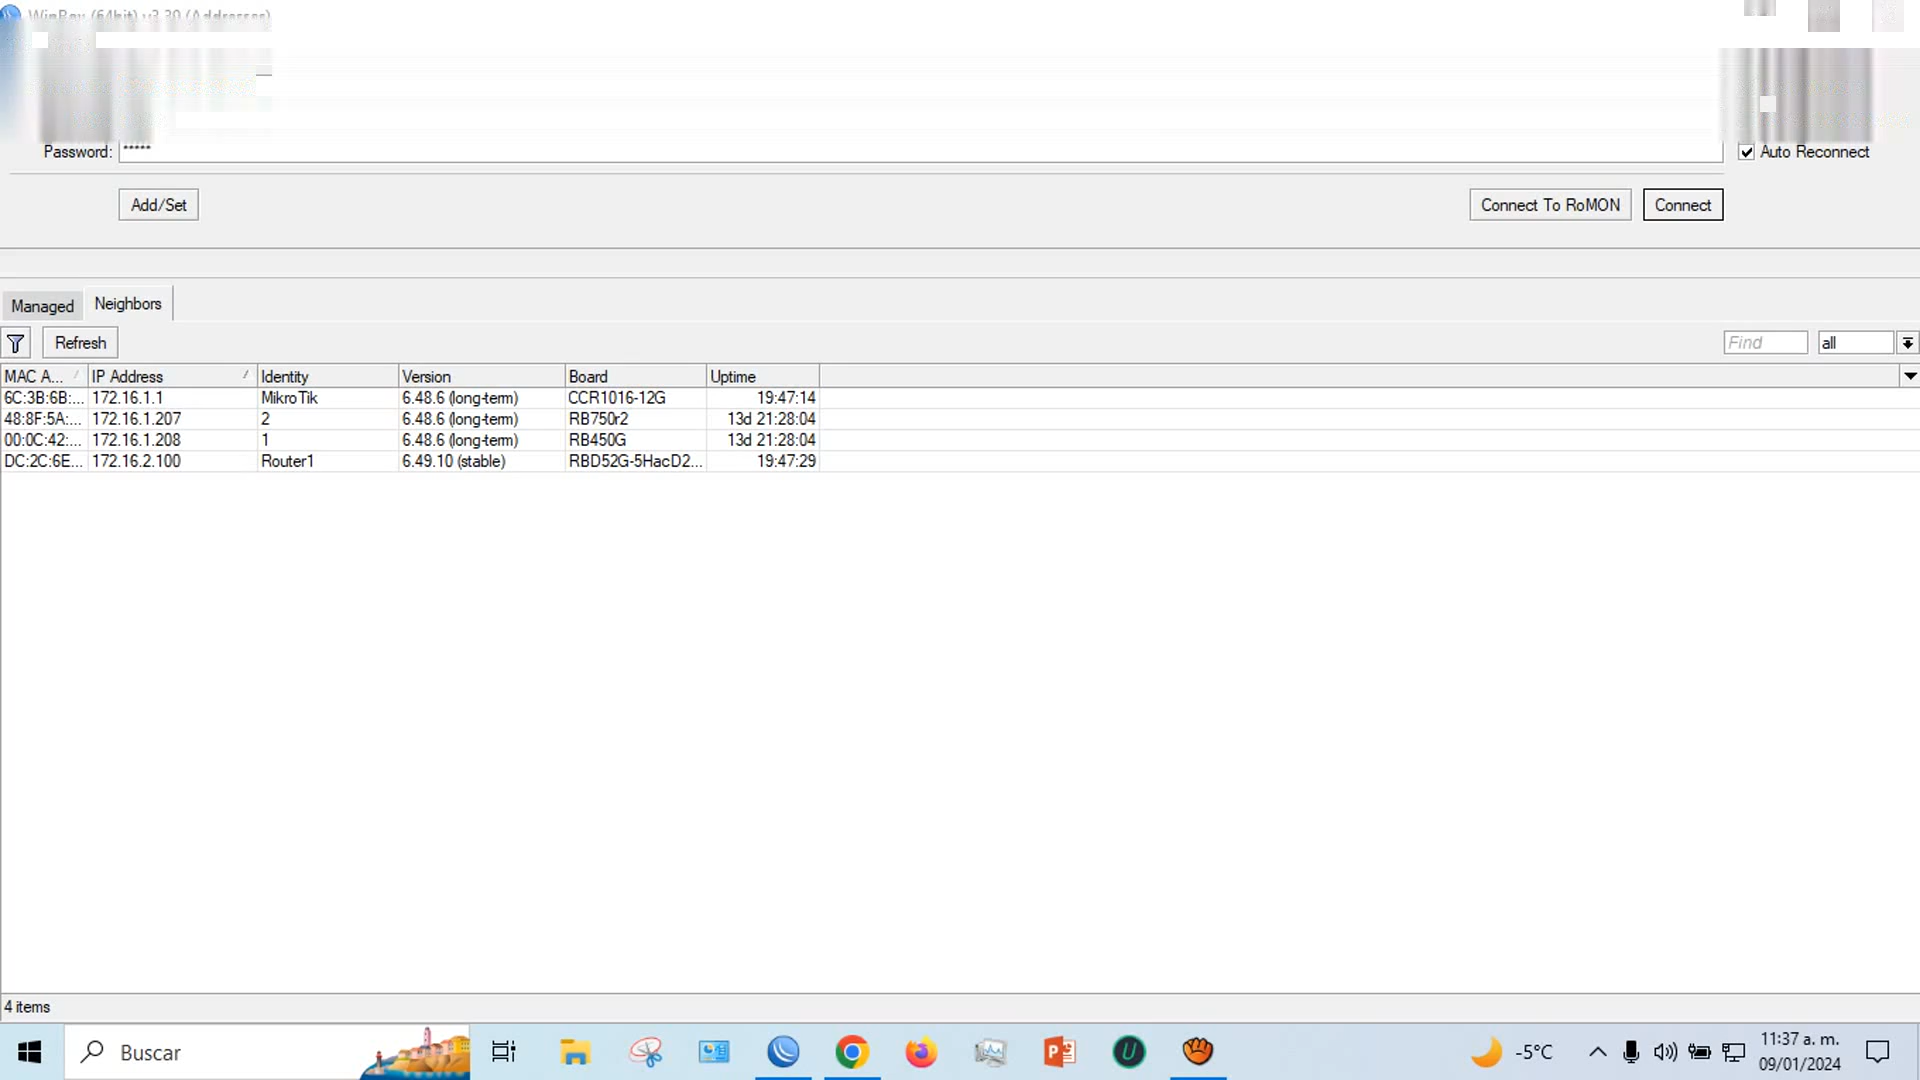 WinBox (64bit) v3.30 (Addresses)
Password: *****
Auto Reconnect
Add/Set
Connect To RoMON
Connect
Managed
Neighbors
Refresh
Find
all
MAC A... IP Address Identity Version Board Uptime
6C:3B:6B:... 172.16.1.1 MikroTik 6.48.6 (long-term) CCR1016-12G 19:47:14
48:8F:5A:... 172.16.1.207 2 6.48.6 (long-term) RB750r2 13d 21:28:04
00:0C:42:... 172.16.1.208 1 6.48.6 (long-term) RB450G 13d 21:28:04
DC:2C:6E... 172.16.2.100 Router1 6.49.10 (stable) RBD52G-5HacD2... 19:47:29
4 items
Buscar
-5°C
11:37 a. m.
09/01/2024